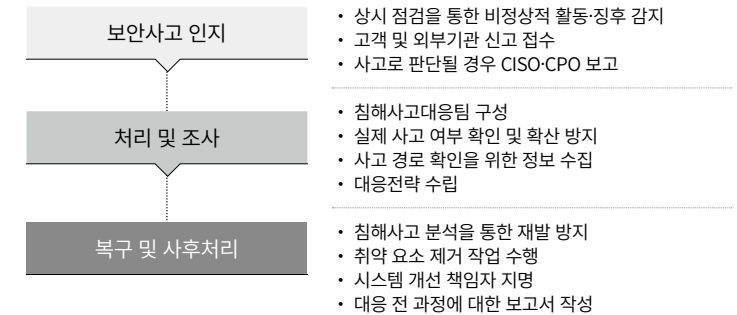 보안사고 인지
• 상시 점검을 통한 비정상적 활동·징후 감지
• 고객 및 외부기관 신고 접수
• 사고로 판단될 경우 CISO·CPO 보고
처리 및 조사
• 침해사고대응팀 구성
• 실제 사고 여부 확인 및 확산 방지
• 사고 경로 확인을 위한 정보 수집
• 대응전략 수립
복구 및 사후처리
• 침해사고 분석을 통한 재발 방지
• 취약 요소 제거 작업 수행
• 시스템 개선 책임자 지명
• 대응 전 과정에 대한 보고서 작성